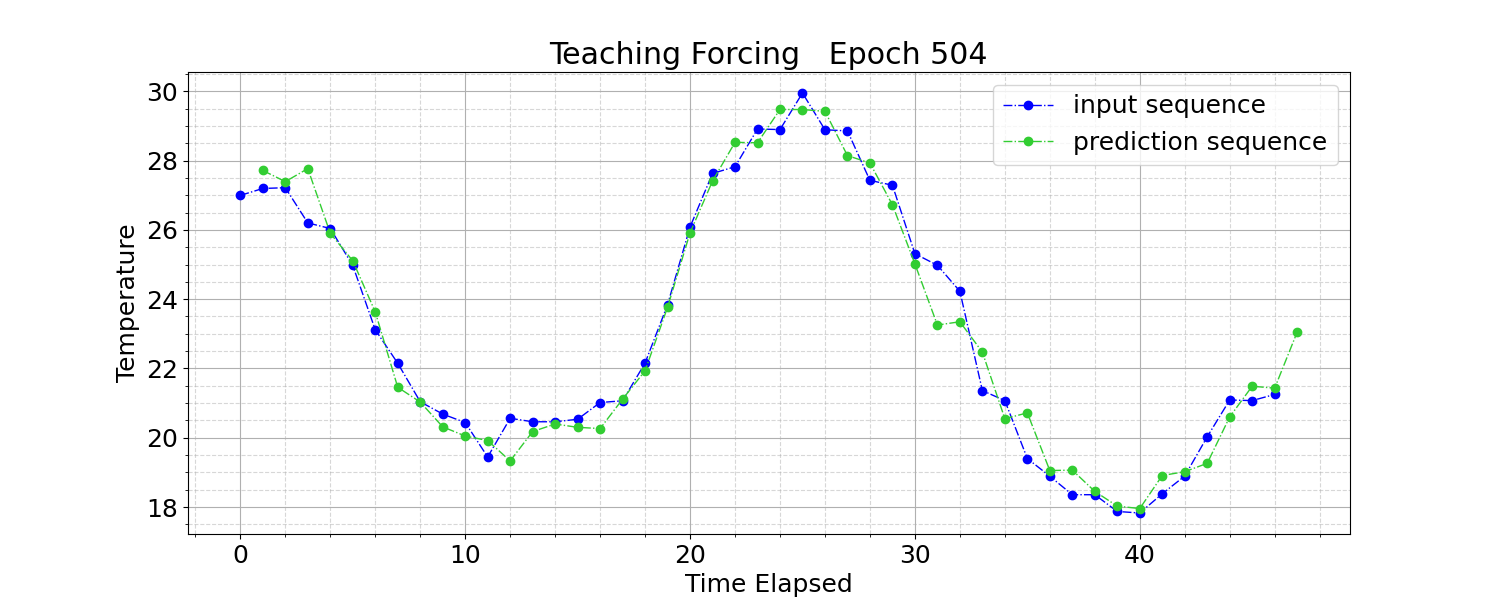 Teaching Forcing   Epoch 504
input sequence
prediction sequence
Temperature
30
28
26
24
22
20
18
0 10 20 30 40
Time Elapsed